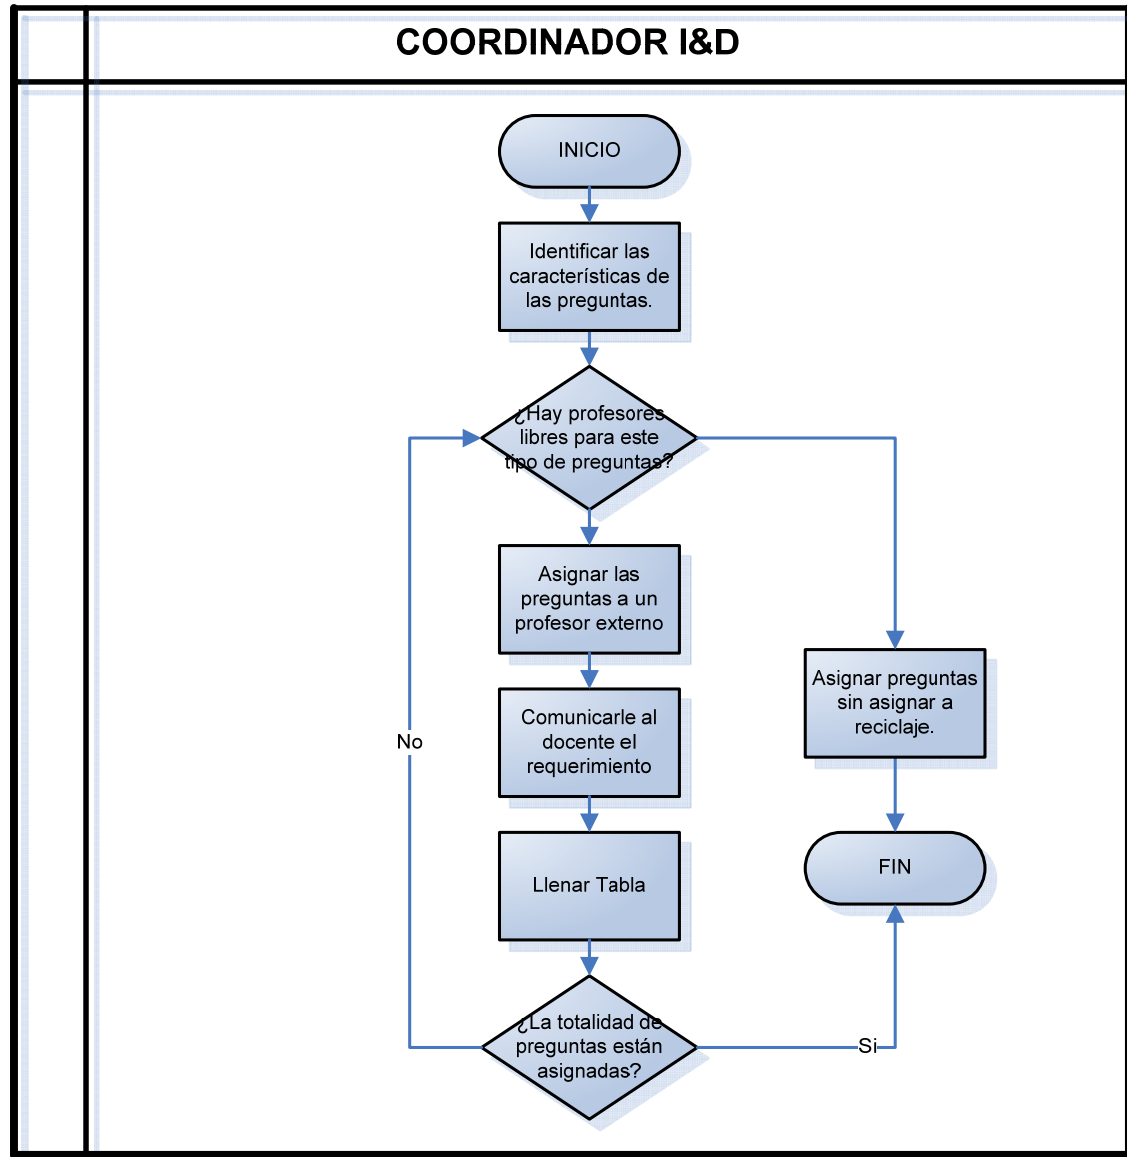 COORDINADOR I&D
INICIO
Identificar las
características de
las preguntas.
¿Hay profesores
libres para este
tipo de preguntas?
Asignar las
preguntas a un
profesor externo
Asignar preguntas
sin asignar a
reciclaje.
Comunicarle al
docente el
requerimiento
No
Llenar Tabla
FIN
¿La totalidad de
preguntas están
asignadas?
Si